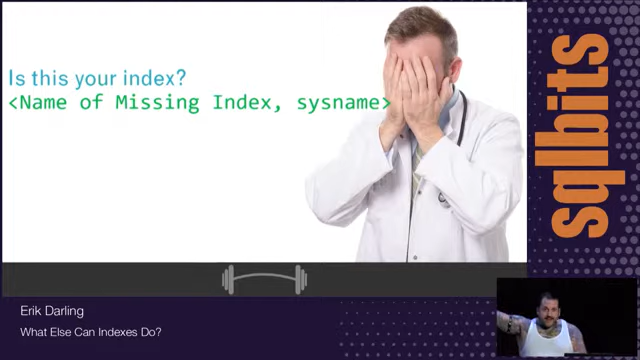 Is this your index?
<Name of Missing Index, sysname>
sqlbits
Erik Darling
What Else Can Indexes Do?